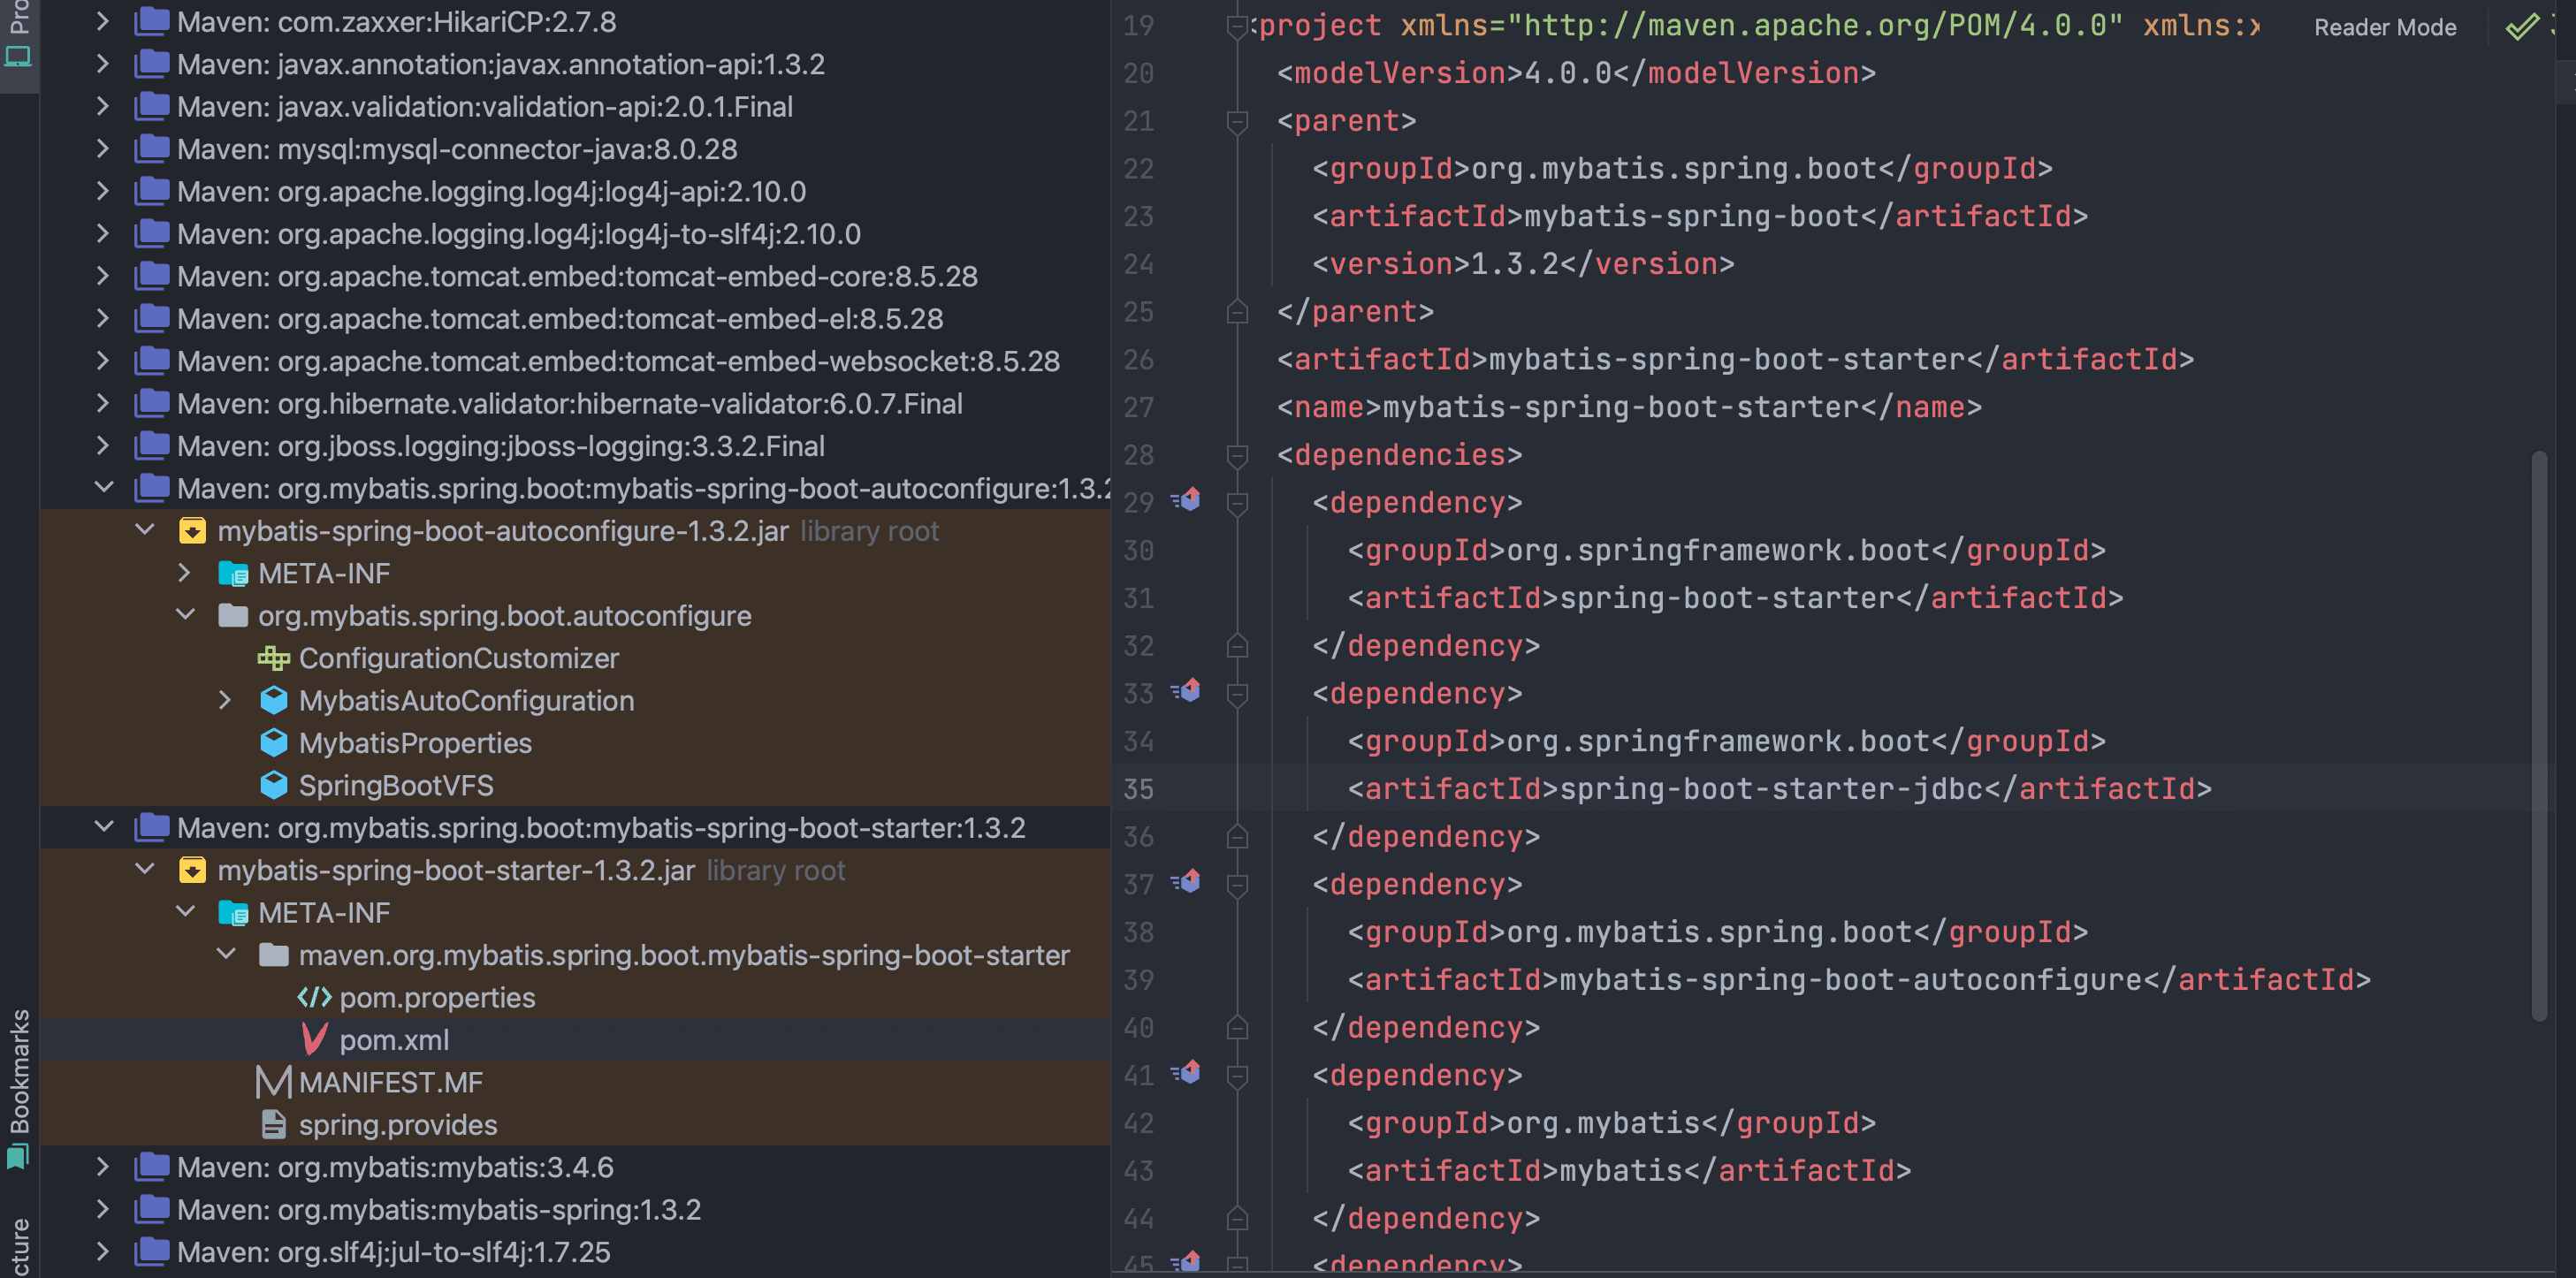 Pro
Bookmarks
cture
Maven: com.zaxxer:HikariCP:2.7.8
Maven: javax.annotation:javax.annotation-api:1.3.2
Maven: javax.validation:validation-api:2.0.1.Final
Maven: mysql:mysql-connector-java:8.0.28
Maven: org.apache.logging.log4j:log4j-api:2.10.0
Maven: org.apache.logging.log4j:log4j-to-slf4j:2.10.0
Maven: org.apache.tomcat.embed:tomcat-embed-core:8.5.28
Maven: org.apache.tomcat.embed:tomcat-embed-el:8.5.28
Maven: org.apache.tomcat.embed:tomcat-embed-websocket:8.5.28
Maven: org.hibernate.validator:hibernate-validator:6.0.7.Final
Maven: org.jboss.logging:jboss-logging:3.3.2.Final
Maven: org.mybatis.spring.boot:mybatis-spring-boot-autoconfigure:1.3.2
mybatis-spring-boot-autoconfigure-1.3.2.jar library root
META-INF
org.mybatis.spring.boot.autoconfigure
ConfigurationCustomizer
MybatisAutoConfiguration
MybatisProperties
SpringBootVFS
Maven: org.mybatis.spring.boot:mybatis-spring-boot-starter:1.3.2
mybatis-spring-boot-starter-1.3.2.jar library root
META-INF
maven.org.mybatis.spring.boot.mybatis-spring-boot-starter
pom.properties
pom.xml
MANIFEST.MF
spring.provides
Maven: org.mybatis:mybatis:3.4.6
Maven: org.mybatis:mybatis-spring:1.3.2
Maven: org.slf4j:jul-to-slf4j:1.7.25
19 <project xmlns="http://maven.apache.org/POM/4.0.0" xmlns:x Reader Mode
20 <modelVersion>4.0.0</modelVersion>
21 <parent>
22 <groupId>org.mybatis.spring.boot</groupId>
23 <artifactId>mybatis-spring-boot</artifactId>
24 <version>1.3.2</version>
25 </parent>
26 <artifactId>mybatis-spring-boot-starter</artifactId>
27 <name>mybatis-spring-boot-starter</name>
28 <dependencies>
29 <dependency>
30 <groupId>org.springframework.boot</groupId>
31 <artifactId>spring-boot-starter</artifactId>
32 </dependency>
33 <dependency>
34 <groupId>org.springframework.boot</groupId>
35 <artifactId>spring-boot-starter-jdbc</artifactId>
36 </dependency>
37 <dependency>
38 <groupId>org.mybatis.spring.boot</groupId>
39 <artifactId>mybatis-spring-boot-autoconfigure</artifactId>
40 </dependency>
41 <dependency>
42 <groupId>org.mybatis</groupId>
43 <artifactId>mybatis</artifactId>
44 </dependency>
45 <dependency>